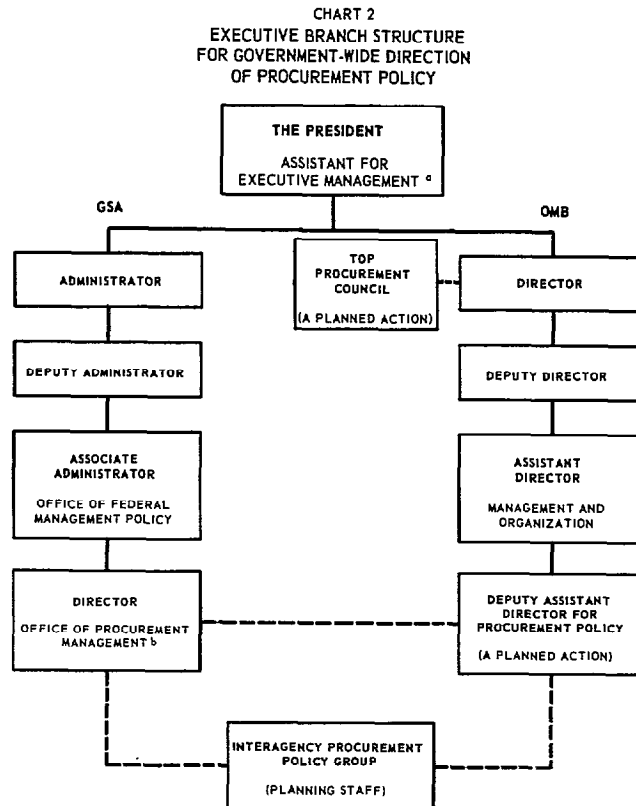 CHART 2
EXECUTIVE BRANCH STRUCTURE
FOR GOVERNMENT-WIDE DIRECTION
OF PROCUREMENT POLICY
THE PRESIDENT
ASSISTANT FOR
EXECUTIVE MANAGEMENT a
GSA
OMB
ADMINISTRATOR
TOP
PROCUREMENT
COUNCIL
(A PLANNED ACTION)
DIRECTOR
DEPUTY ADMINISTRATOR
DEPUTY DIRECTOR
ASSOCIATE
ADMINISTRATOR
OFFICE OF FEDERAL
MANAGEMENT POLICY
ASSISTANT
DIRECTOR
MANAGEMENT AND
ORGANIZATION
DIRECTOR
OFFICE OF PROCUREMENT
MANAGEMENT b
DEPUTY ASSISTANT
DIRECTOR FOR
PROCUREMENT POLICY
(A PLANNED ACTION)
INTERAGENCY PROCUREMENT
POLICY GROUP
(PLANNING STAFF)